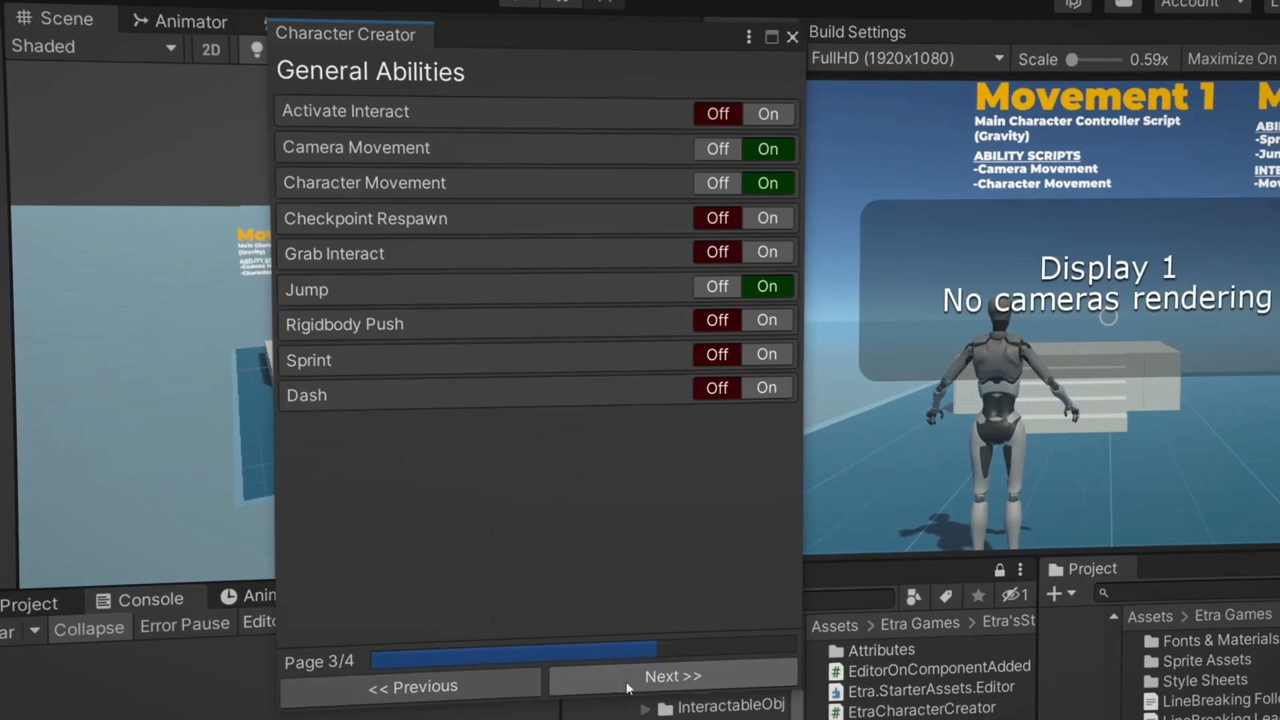 Scene
Animator
Shaded
2D
Character Creator
General Abilities
Activate Interact Off On
Camera Movement Off On
Character Movement Off On
Checkpoint Respawn Off On
Grab Interact Off On
Jump Off On
Rigidbody Push Off On
Sprint Off On
Dash Off On
Page 3/4
<< Previous
Next >>
Account
Build Settings
FullHD (1920x1080)
Scale 0.59x Maximize On
Movement 1
Main Character Controller Script
(Gravity)
ABILITY SCRIPTS
-Camera Movement
-Character Movement
Display 1
No cameras rendering
Project
Console
Collapse
Error Pause
1
Assets > Etra Games > Etra'sSt
Attributes
EditorOnComponentAdded
Etra.StarterAssets.Editor
EtraCharacterCreator
InteractableObj
Project
Assets > Etra Games
Fonts & Materials
Sprite Assets
Style Sheets